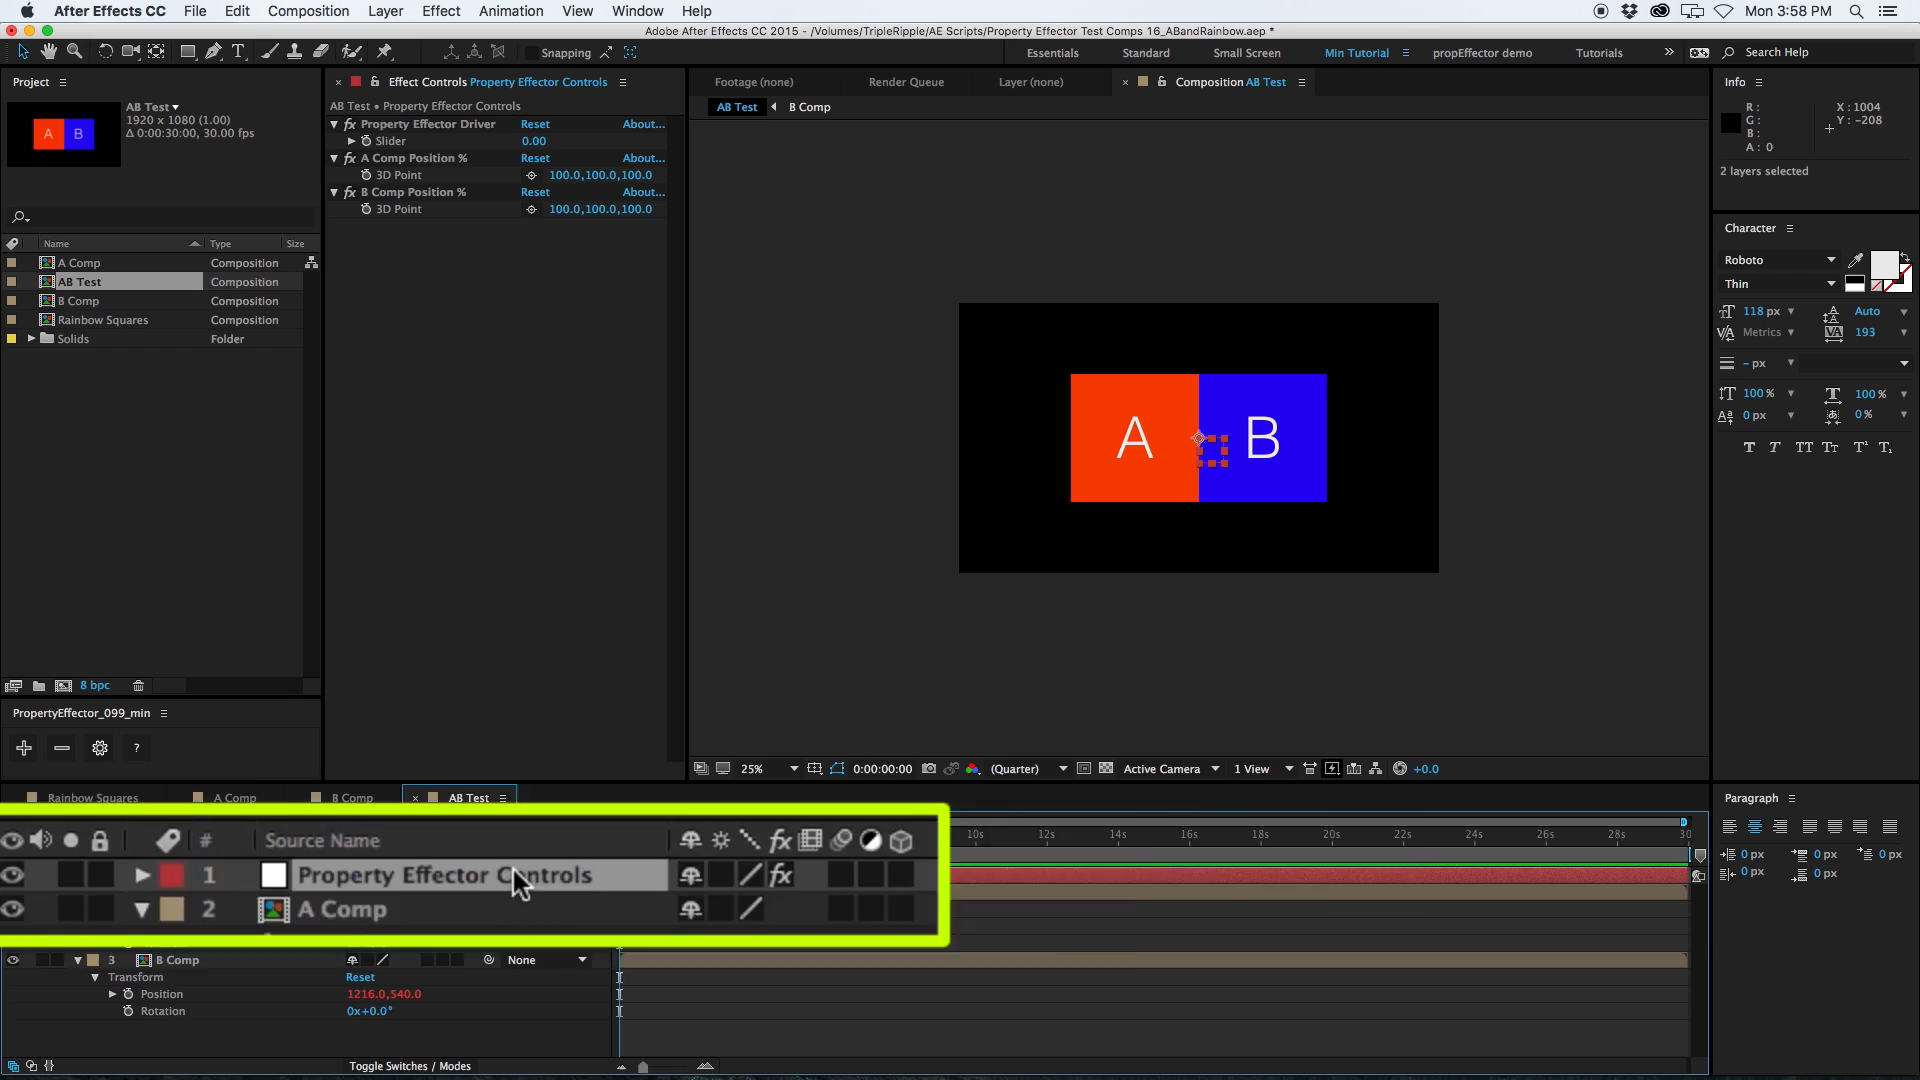 After Effects CC File Edit Composition Layer Effect Animation View Window Help Mon 3:58 PM
Adobe After Effects CC 2015 - /Volumes/TripleRipple/AE Scripts/Property Effector Test Comps 16_ABandRainbow.aep *
Snapping Essentials Standard Small Screen Min Tutorial propEffector demo Tutorials Search Help
Project
AB Test
1920 x 1080 (1.00)
Δ 0:00:30:00, 30.00 fps
A B
Name Type Size
A Comp Composition
AB Test Composition
B Comp Composition
Rainbow Squares Composition
Solids Folder
8 bpc
PropertyEffector_099_min
?
Effect Controls Property Effector Controls
AB Test • Property Effector Controls
fx Property Effector Driver Reset About...
Slider 0.00
fx A Comp Position % Reset About...
3D Point 100.0,100.0,100.0
fx B Comp Position % Reset About...
3D Point 100.0,100.0,100.0
Footage (none) Render Queue Layer (none) Composition AB Test
AB Test B Comp
A B
25% 0:00:00:00 (Quarter) Active Camera 1 View +0.0
Info
R : X : 1004
G : Y : -208
B :
A : 0
2 layers selected
Character
Roboto
Thin
118 px Auto
Metrics 193
- px
100 % 100 %
0 px 0 %
T T TT Tt T¹ T₁
Paragraph
0 px 0 px 0 px
0 px 0 px
Rainbow Squares A Comp B Comp AB Test
# Source Name fx
1 Property Effector Controls fx
2 A Comp
10s 12s 14s 16s 18s 20s 22s 24s 26s 28s 30
3 B Comp None
Transform Reset
Position 1216.0,540.0
Rotation 0x+0.0°
Toggle Switches / Modes